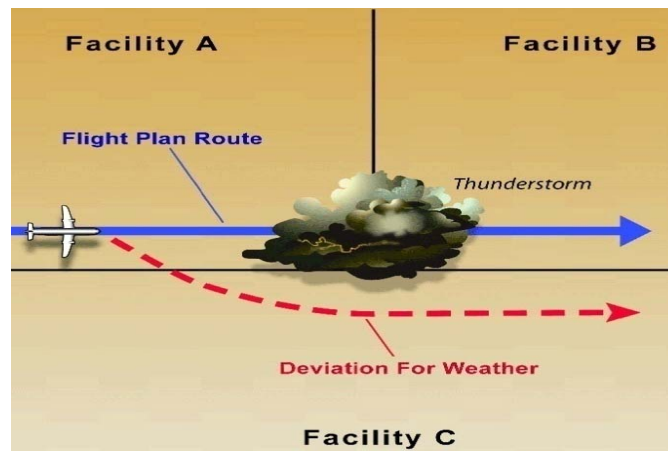 Facility A
Facility B
Flight Plan Route
Thunderstorm
Deviation For Weather
Facility C